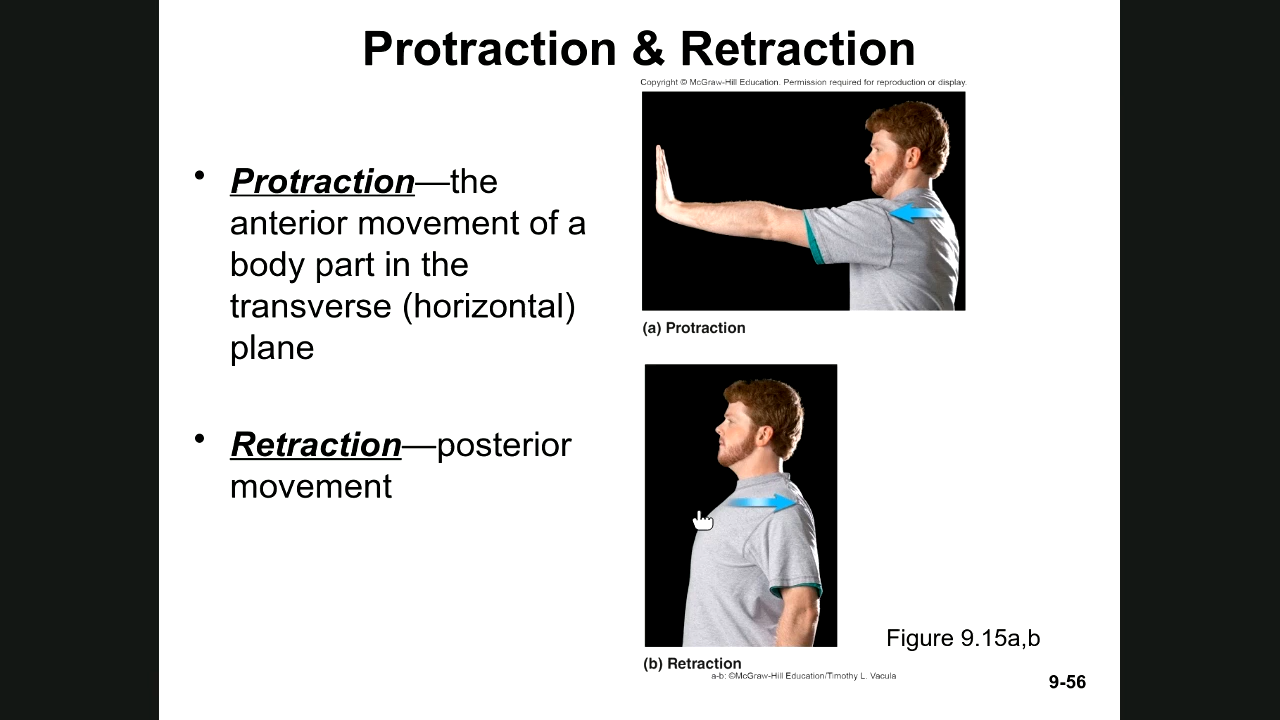 Protraction & Retraction
Copyright © McGraw-Hill Education. Permission required for reproduction or display.
• Protraction—the
anterior movement of a
body part in the
transverse (horizontal)
plane
(a) Protraction
• Retraction—posterior
movement
Figure 9.15a,b
(b) Retraction
a-b: ©McGraw-Hill Education/Timothy L. Vacula
9-56